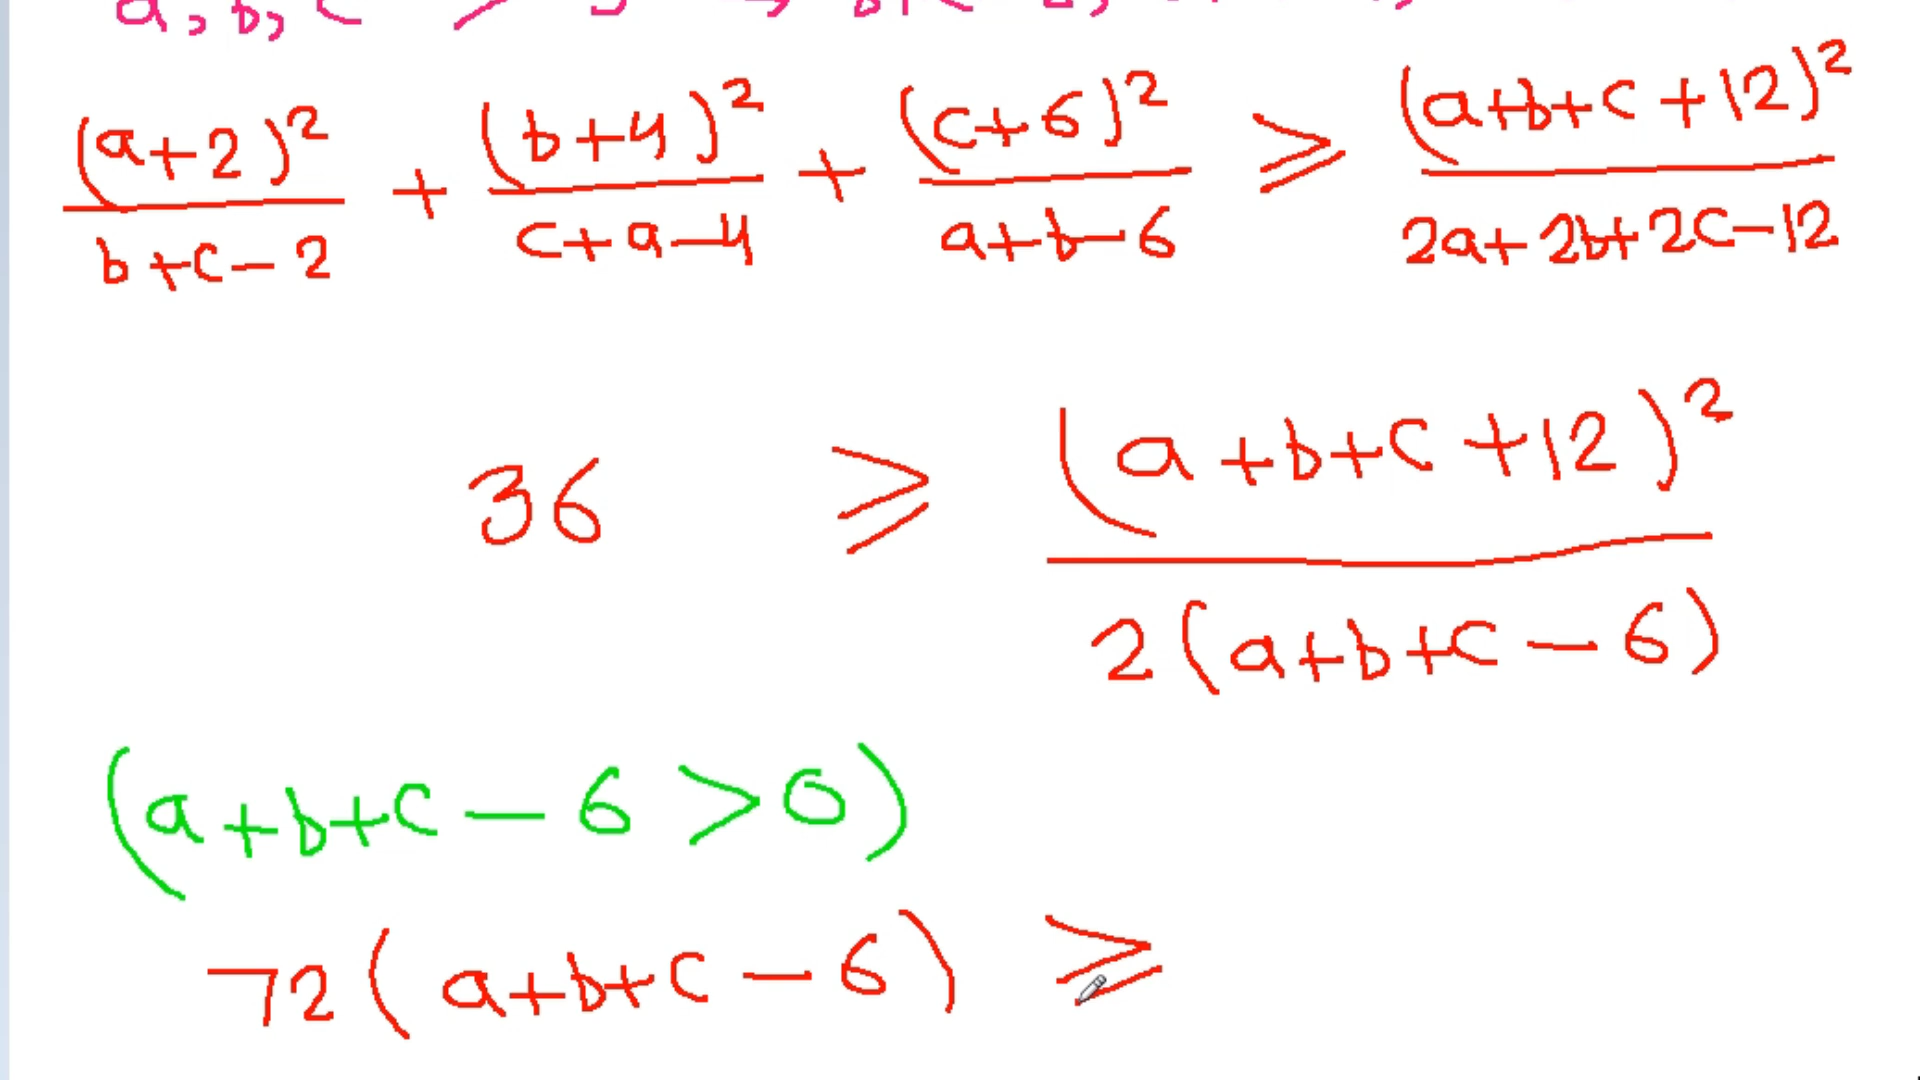 a, b, c >
(a+2)²/(b+c-2) + (b+4)²/(c+a-4) + (c+6)²/(a+b-6) ⩾ (a+b+c+12)²/(2a+2b+2c-12)
36 ⩾ (a+b+c+12)²/(2(a+b+c-6))
(a+b+c-6>0)
72(a+b+c-6) ⩾